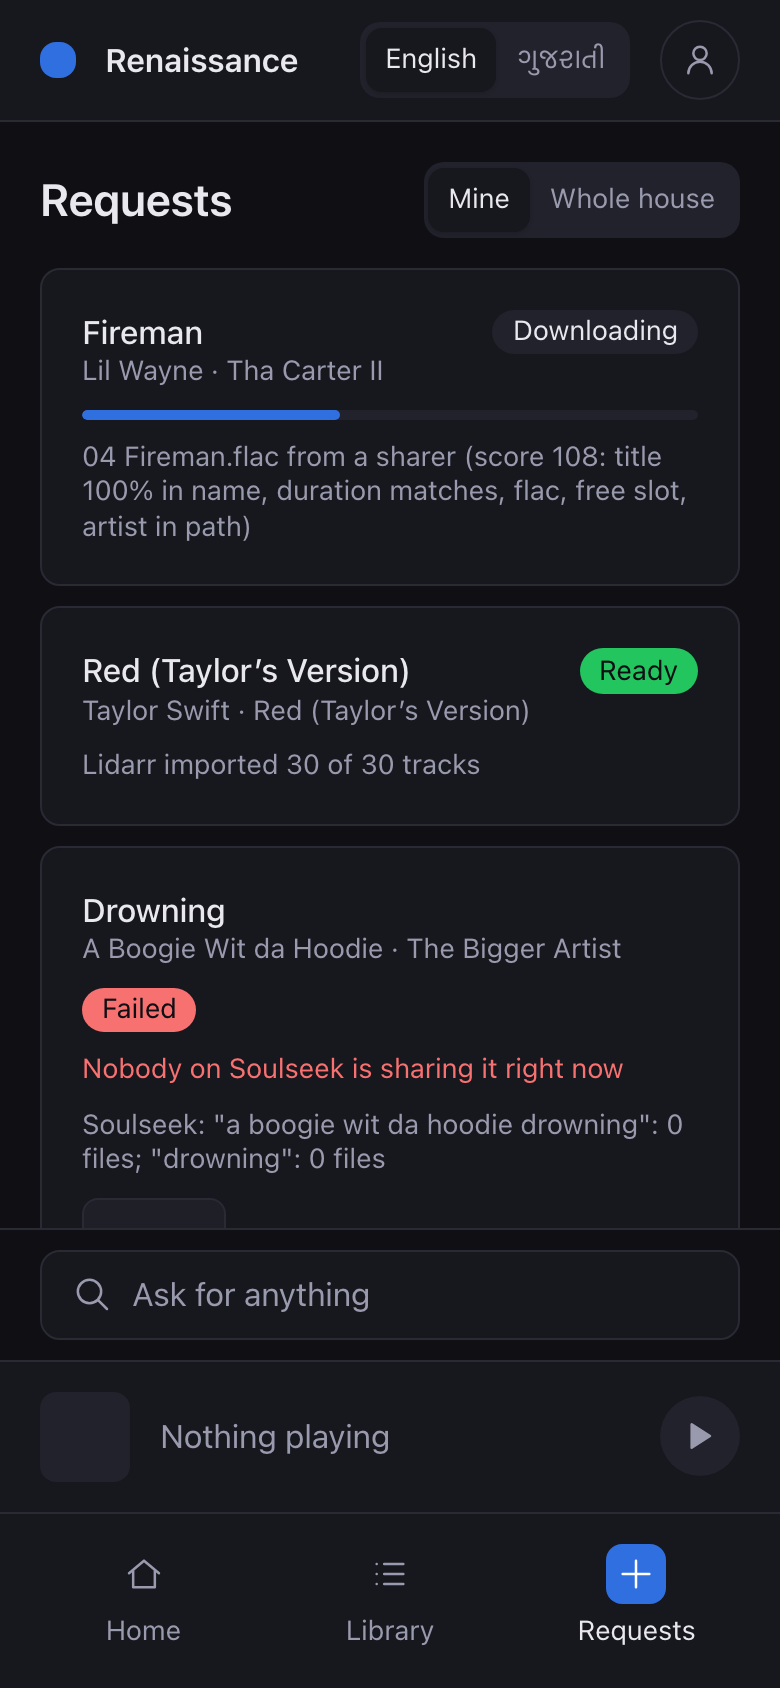 Renaissance
English
ગુજરાતી
Requests
Mine
Whole house
Fireman
Downloading
Lil Wayne · Tha Carter II
04 Fireman.flac from a sharer (score 108: title
100% in name, duration matches, flac, free slot,
artist in path)
Red (Taylor’s Version)
Ready
Taylor Swift · Red (Taylor’s Version)
Lidarr imported 30 of 30 tracks
Drowning
A Boogie Wit da Hoodie · The Bigger Artist
Failed
Nobody on Soulseek is sharing it right now
Soulseek: "a boogie wit da hoodie drowning": 0
files; "drowning": 0 files
Ask for anything
Nothing playing
Home
Library
Requests